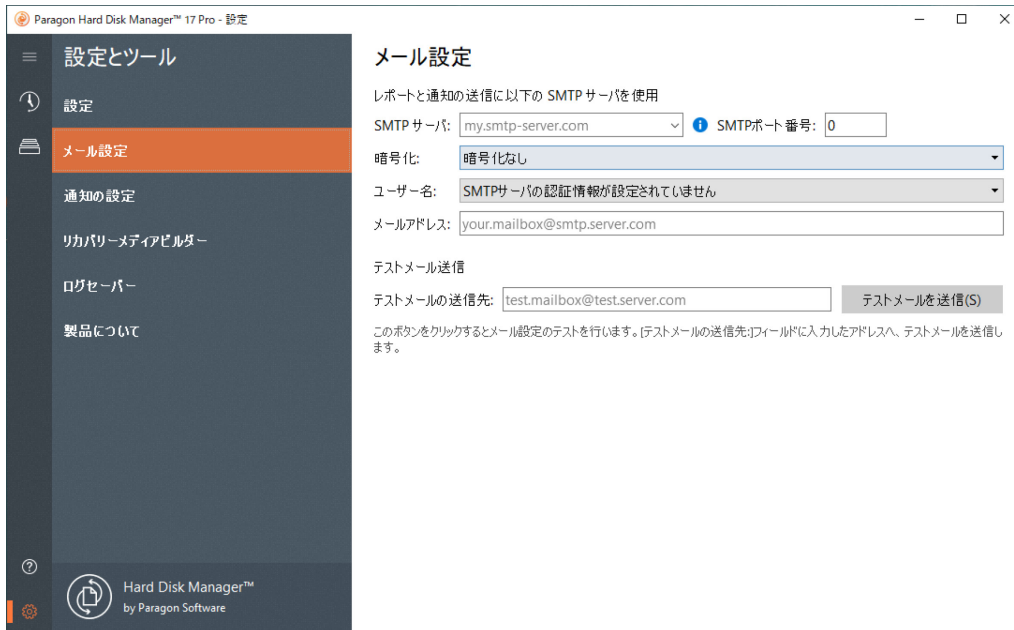 Paragon Hard Disk Manager™ 17 Pro - 設定
設定とツール
設定
メール設定
通知の設定
リカバリーメディアビルダー
ログセーバー
製品について
Hard Disk Manager™
by Paragon Software
メール設定
レポートと通知の送信に以下の SMTP サーバを使用
SMTP サーバ: my.smtp-server.com SMTPポート番号: 0
暗号化: 暗号化なし
ユーザー名: SMTPサーバの認証情報が設定されていません
メールアドレス: your.mailbox@smtp.server.com
テストメール送信
テストメールの送信先: test.mailbox@test.server.com テストメールを送信(S)
このボタンをクリックするとメール設定のテストを行います。[テストメールの送信先:]フィールドに入力したアドレスへ、テストメールを送信し
ます。